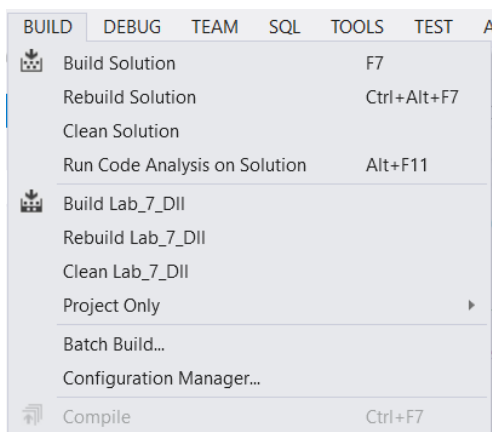 BUILD DEBUG TEAM SQL TOOLS TEST
Build Solution F7
Rebuild Solution Ctrl+Alt+F7
Clean Solution
Run Code Analysis on Solution Alt+F11
Build Lab_7_Dll
Rebuild Lab_7_Dll
Clean Lab_7_Dll
Project Only
Batch Build...
Configuration Manager...
Compile Ctrl+F7